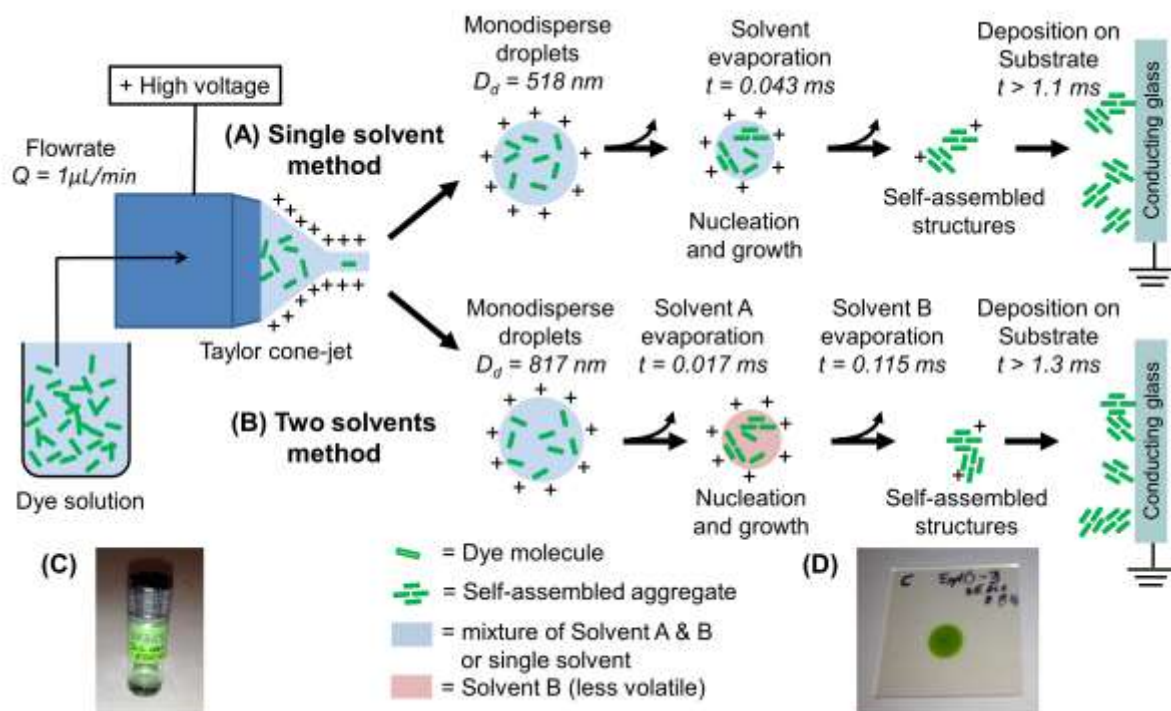 + High voltage
Flowrate
Q = 1µL/min
Taylor cone-jet
Dye solution
(A) Single solvent
method
Monodisperse
droplets
Dd = 518 nm
Solvent
evaporation
t = 0.043 ms
Nucleation
and growth
Self-assembled
structures
Deposition on
Substrate
t > 1.1 ms
Conducting glass
(B) Two solvents
method
Monodisperse
droplets
Dd = 817 nm
Solvent A
evaporation
t = 0.017 ms
Nucleation
and growth
Solvent B
evaporation
t = 0.115 ms
Self-assembled
structures
Deposition on
Substrate
t > 1.3 ms
Conducting glass
(C)
= Dye molecule
= Self-assembled aggregate
= mixture of Solvent A & B
or single solvent
= Solvent B (less volatile)
(D)
C